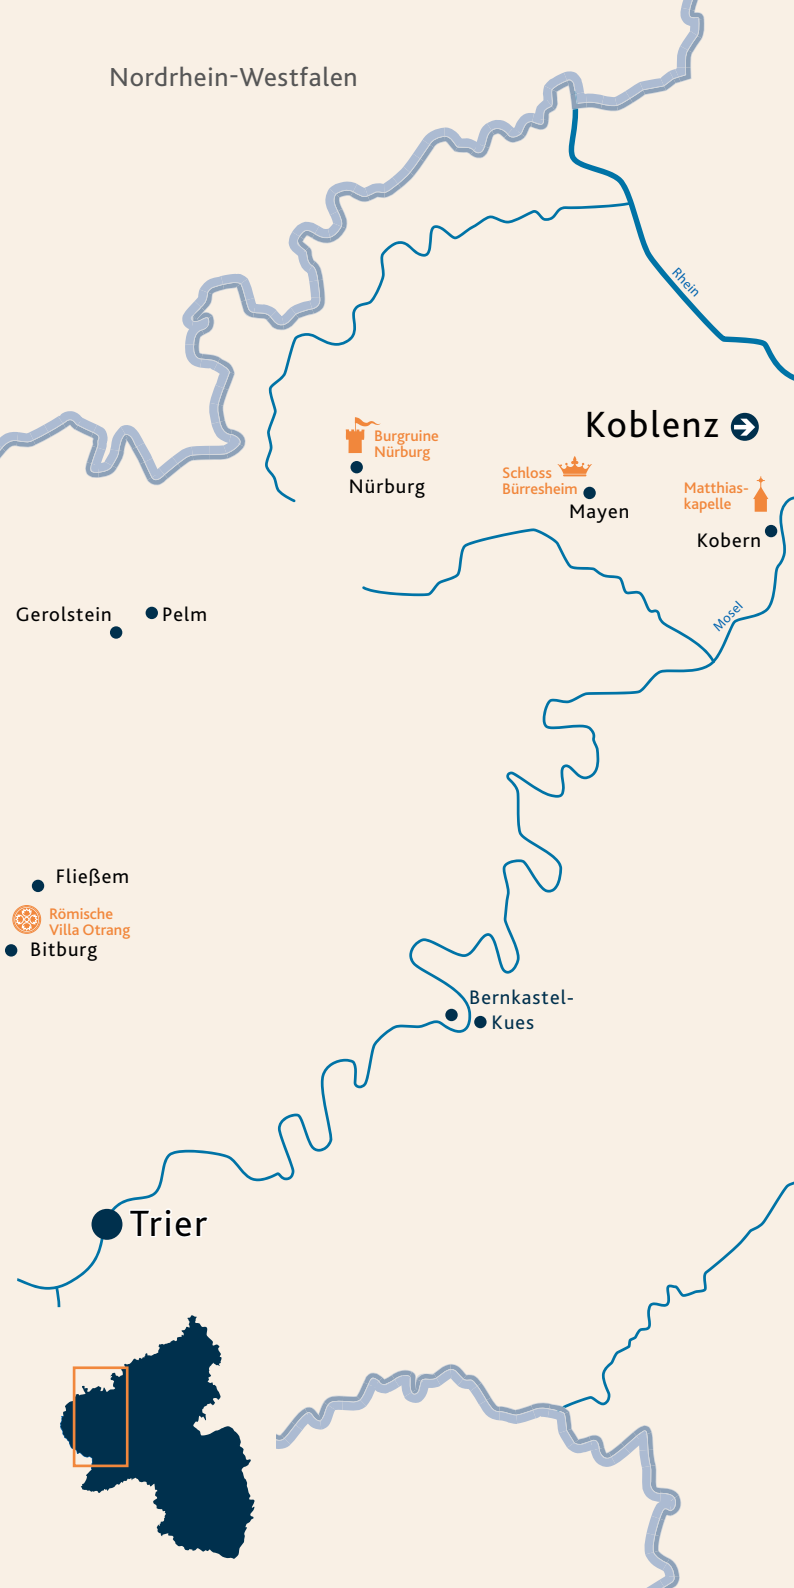 Nordrhein-Westfalen
Rhein
Koblenz
Burgruine
Nürburg
Nürburg
Schloss
Bürresheim
Mayen
Matthias-
kapelle
Kobern
Gerolstein
Pelm
Mosel
Fließem
Römische
Villa Otrang
Bitburg
Bernkastel-
Kues
Trier